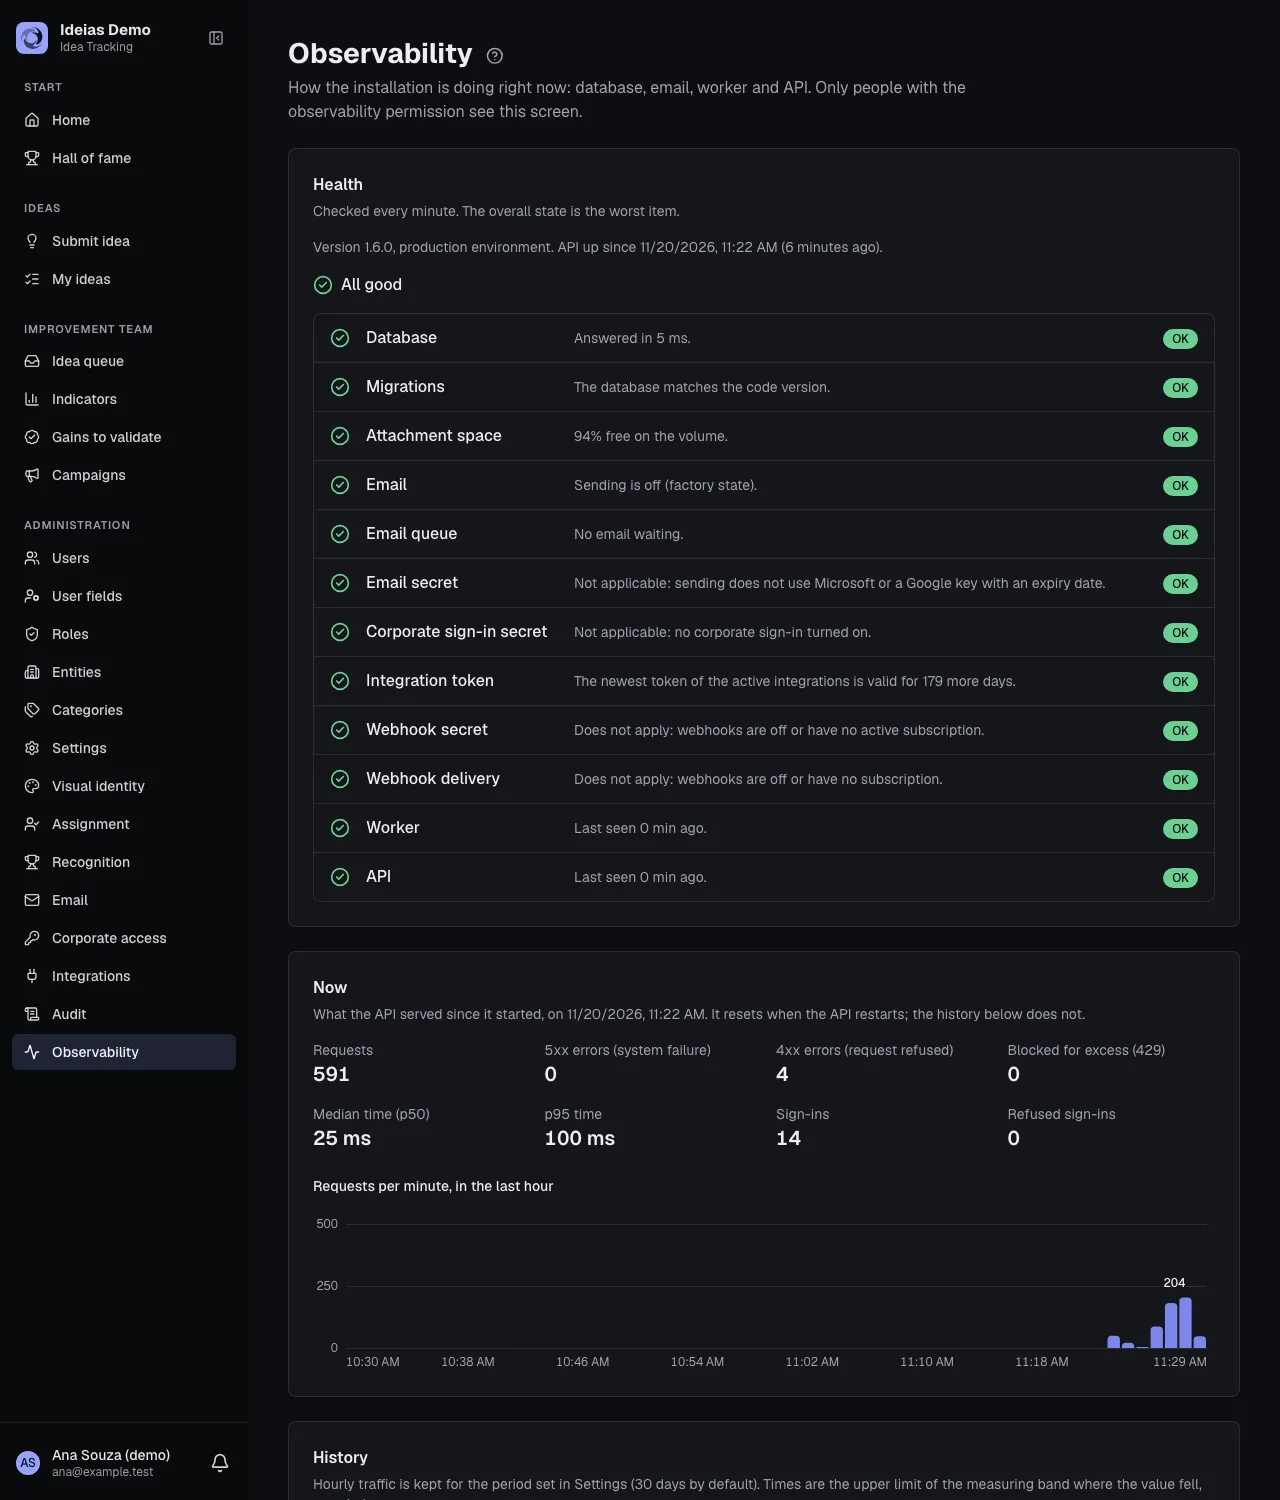 Ideias Demo
Idea Tracking
START
Home
Hall of fame
IDEAS
Submit idea
My ideas
IMPROVEMENT TEAM
Idea queue
Indicators
Gains to validate
Campaigns
ADMINISTRATION
Users
User fields
Roles
Entities
Categories
Settings
Visual identity
Assignment
Recognition
Email
Corporate access
Integrations
Audit
Observability
AS
Ana Souza (demo)
ana@example.test
Observability
How the installation is doing right now: database, email, worker and API. Only people with the
observability permission see this screen.
Health
Checked every minute. The overall state is the worst item.
Version 1.6.0, production environment. API up since 11/20/2026, 11:22 AM (6 minutes ago).
All good
Database Answered in 5 ms. OK
Migrations The database matches the code version. OK
Attachment space 94% free on the volume. OK
Email Sending is off (factory state). OK
Email queue No email waiting. OK
Email secret Not applicable: sending does not use Microsoft or a Google key with an expiry date. OK
Corporate sign-in secret Not applicable: no corporate sign-in turned on. OK
Integration token The newest token of the active integrations is valid for 179 more days. OK
Webhook secret Does not apply: webhooks are off or have no active subscription. OK
Webhook delivery Does not apply: webhooks are off or have no subscription. OK
Worker Last seen 0 min ago. OK
API Last seen 0 min ago. OK
Now
What the API served since it started, on 11/20/2026, 11:22 AM. It resets when the API restarts; the history below does not.
Requests 5xx errors (system failure) 4xx errors (request refused) Blocked for excess (429)
591 0 4 0
Median time (p50) p95 time Sign-ins Refused sign-ins
25 ms 100 ms 14 0
Requests per minute, in the last hour
500
250
204
0
10:30 AM 10:38 AM 10:46 AM 10:54 AM 11:02 AM 11:10 AM 11:18 AM 11:29 AM
History
Hourly traffic is kept for the period set in Settings (30 days by default). Times are the upper limit of the measuring band where the value fell,